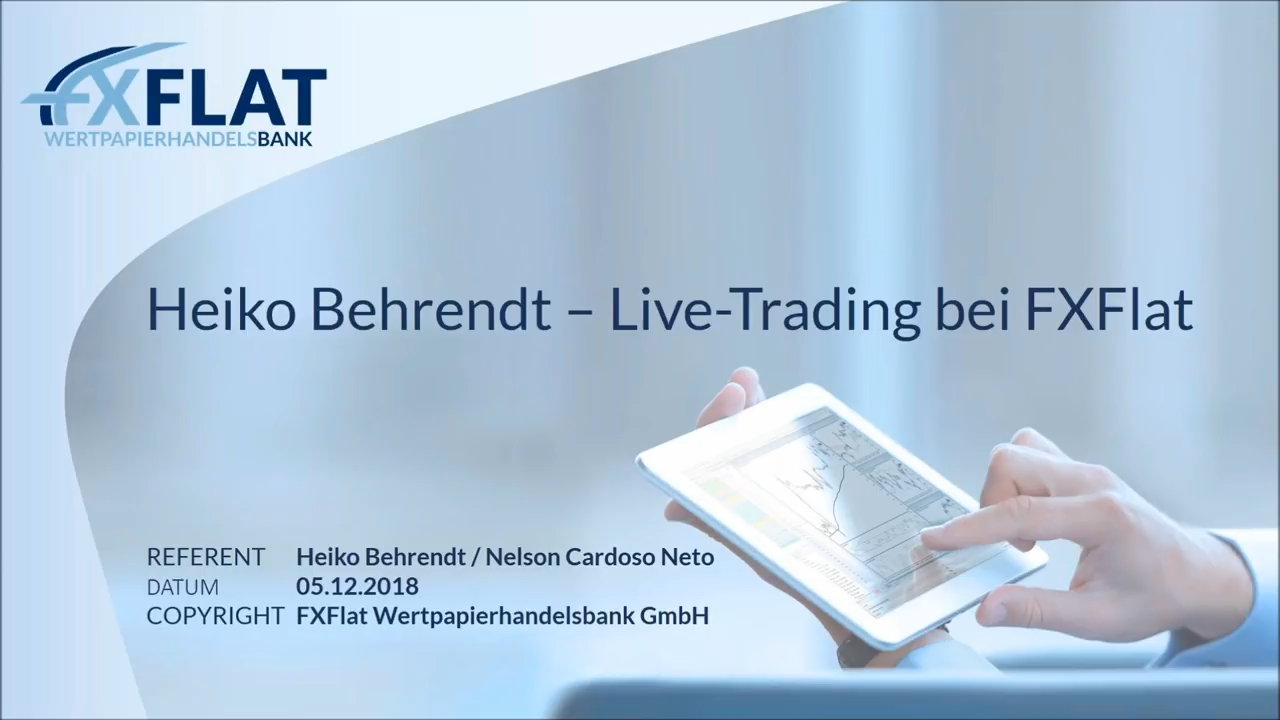 FXFLAT
WERTPAPIERHANDELSBANK
Heiko Behrendt – Live-Trading bei FXFlat
REFERENT Heiko Behrendt / Nelson Cardoso Neto
DATUM 05.12.2018
COPYRIGHT FXFlat Wertpapierhandelsbank GmbH